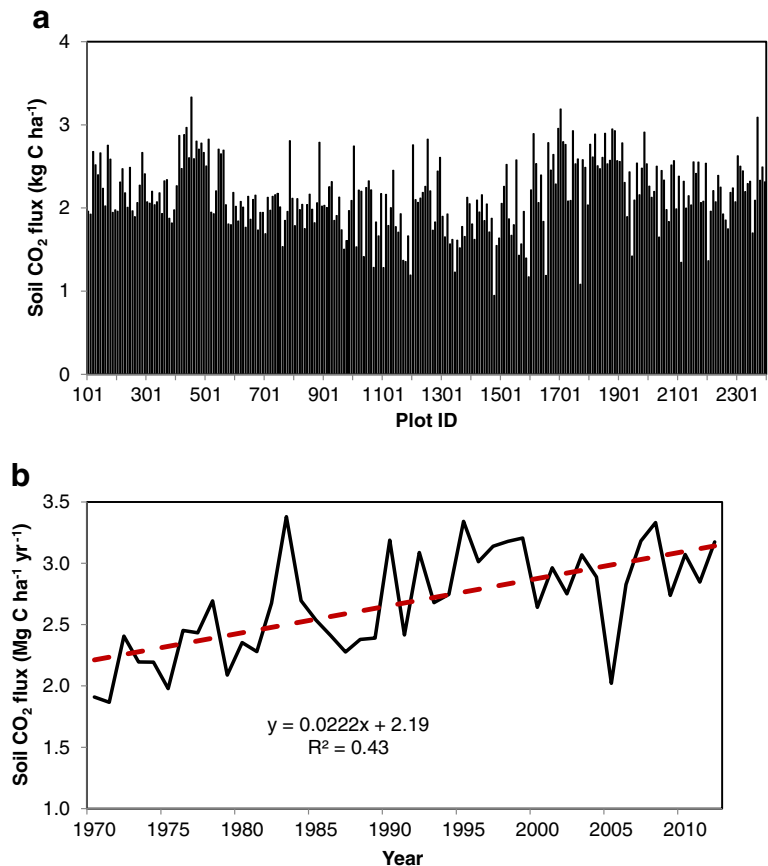 a
Soil CO₂ flux (kg C ha⁻¹)
4
3
2
1
0
101 301 501 701 901 1101 1301 1501 1701 1901 2101 2301
Plot ID
b
Soil CO₂ flux (Mg C ha⁻¹ yr⁻¹)
3.5
3.0
2.5
2.0
1.5
1.0
y = 0.0222x + 2.19
R² = 0.43
1970 1975 1980 1985 1990 1995 2000 2005 2010
Year